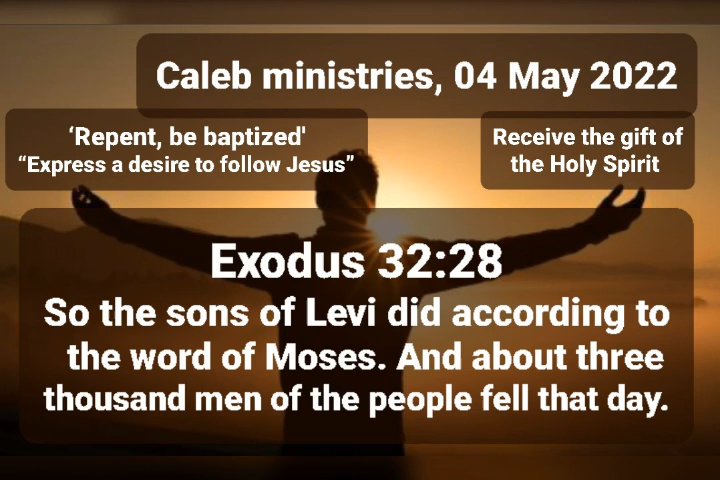 Caleb ministries, 04 May 2022
‘Repent, be baptized'
“Express a desire to follow Jesus”
Receive the gift of
the Holy Spirit
Exodus 32:28
So the sons of Levi did according to
the word of Moses. And about three
thousand men of the people fell that day.